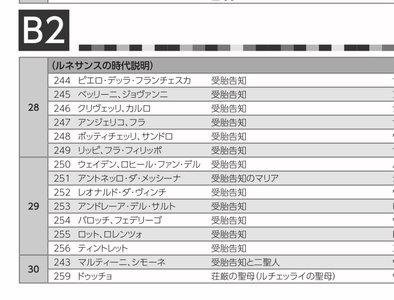 B2
(ルネサンスの時代説明)
28
244 ピエロ・デッラ・フランチェスカ 受胎告知
245 ベッリーニ、ジョヴァンニ 受胎告知
246 クリヴェッリ、カルロ 受胎告知
247 アンジェリコ、フラ 受胎告知
248 ボッティチェッリ、サンドロ 受胎告知
249 リッピ、フラ・フィリッポ 受胎告知
29
250 ウェイデン、ロヒール・ファン・デル 受胎告知
251 アントネッロ・ダ・メッシーナ 受胎告知のマリア
252 レオナルド・ダ・ヴィンチ 受胎告知
253 アンドレーア・デル・サルト 受胎告知
254 バロッチ、フェデリーゴ 受胎告知
255 ロット、ロレンツォ 受胎告知
256 ティントレット 受胎告知
30
243 マルティーニ、シモーネ 受胎告知と二聖人
259 ドゥッチョ 荘厳の聖母(ルチェッライの聖母)